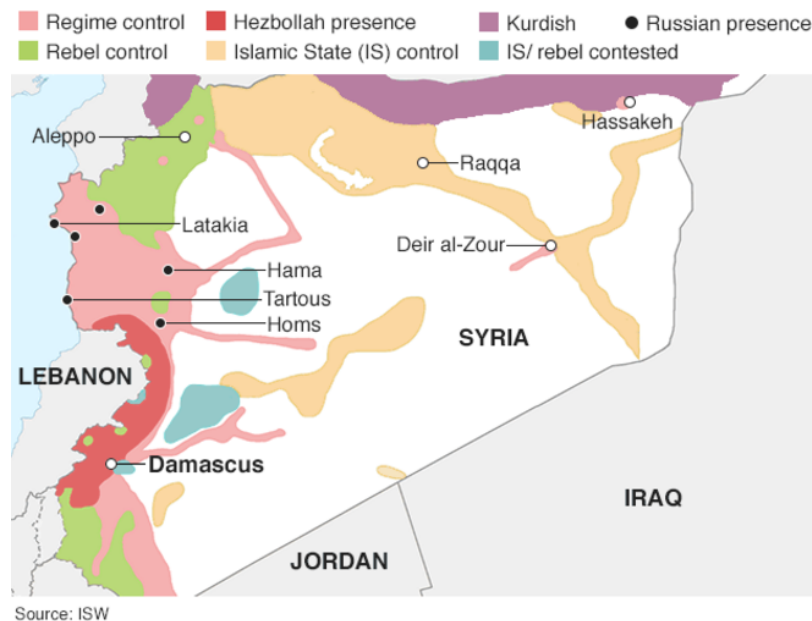 Regime control
Hezbollah presence
Kurdish
Russian presence
Rebel control
Islamic State (IS) control
IS/ rebel contested
Aleppo
Hassakeh
Raqqa
Latakia
Deir al-Zour
Hama
Tartous
Homs
SYRIA
LEBANON
Damascus
IRAQ
JORDAN
Source: ISW